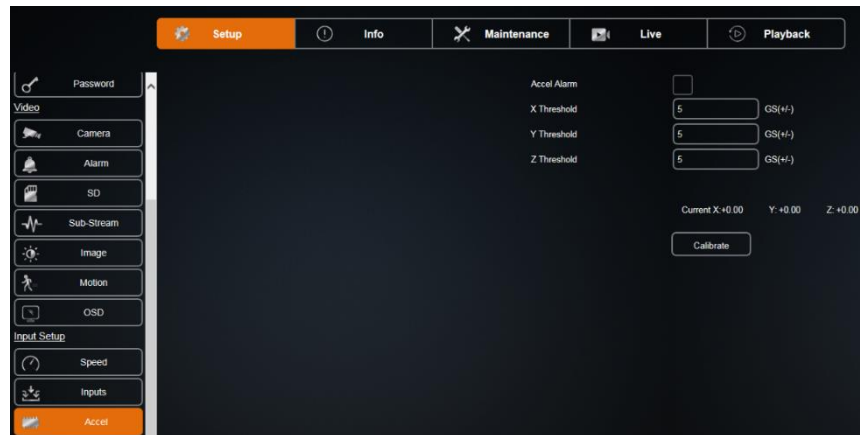 Setup Info Maintenance Live Playback
Password
Video
Camera
Alarm
SD
Sub-Stream
Image
Motion
OSD
Input Setup
Speed
Inputs
Accel
Accel Alarm
X Threshold 5 GS(+/-)
Y Threshold 5 GS(+/-)
Z Threshold 5 GS(+/-)
Current X:+0.00 Y: +0.00 Z: +0.00
Calibrate